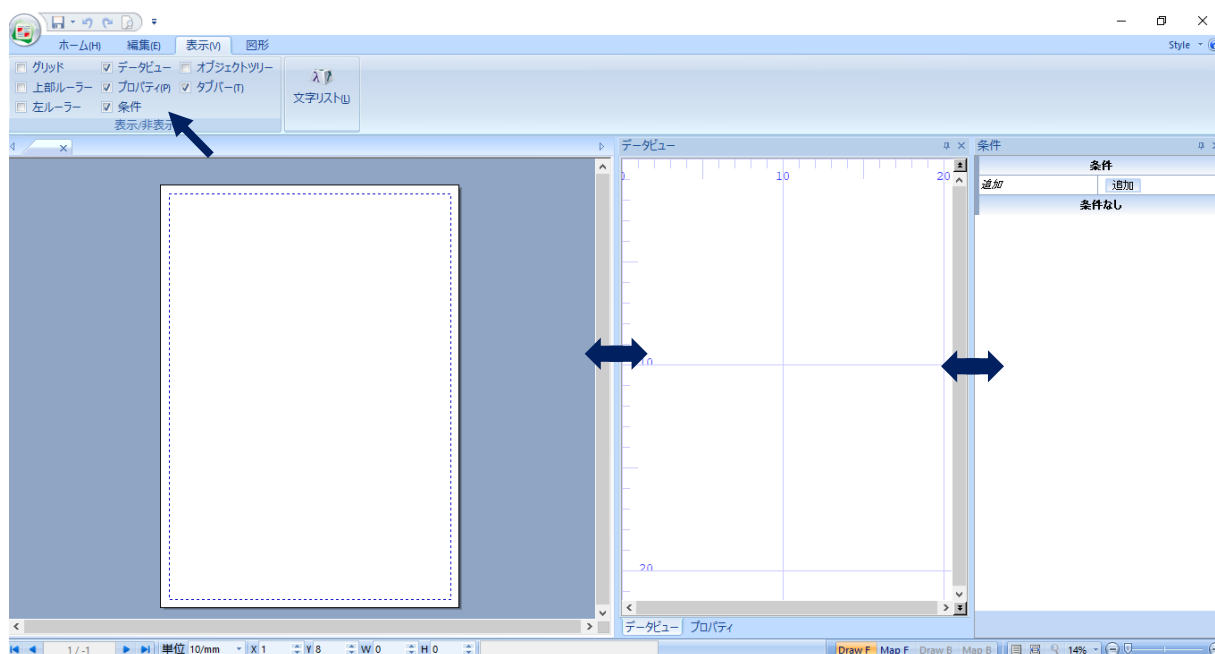 ホーム(H) 編集(E) 表示(V) 図形 Style
グリッド データビュー オブジェクトツリー
上部ルーラー プロパティ(P) タブバー(T)
左ルーラー 条件
文字リスト(L)
表示/非表示
データビュー
条件
10 20
条件
追加 追加
条件なし
10
20
データビュー プロパティ
1 / -1 単位 10/mm X 1 Y 8 W 0 H 0 Draw F Map F Draw B Map B 14%